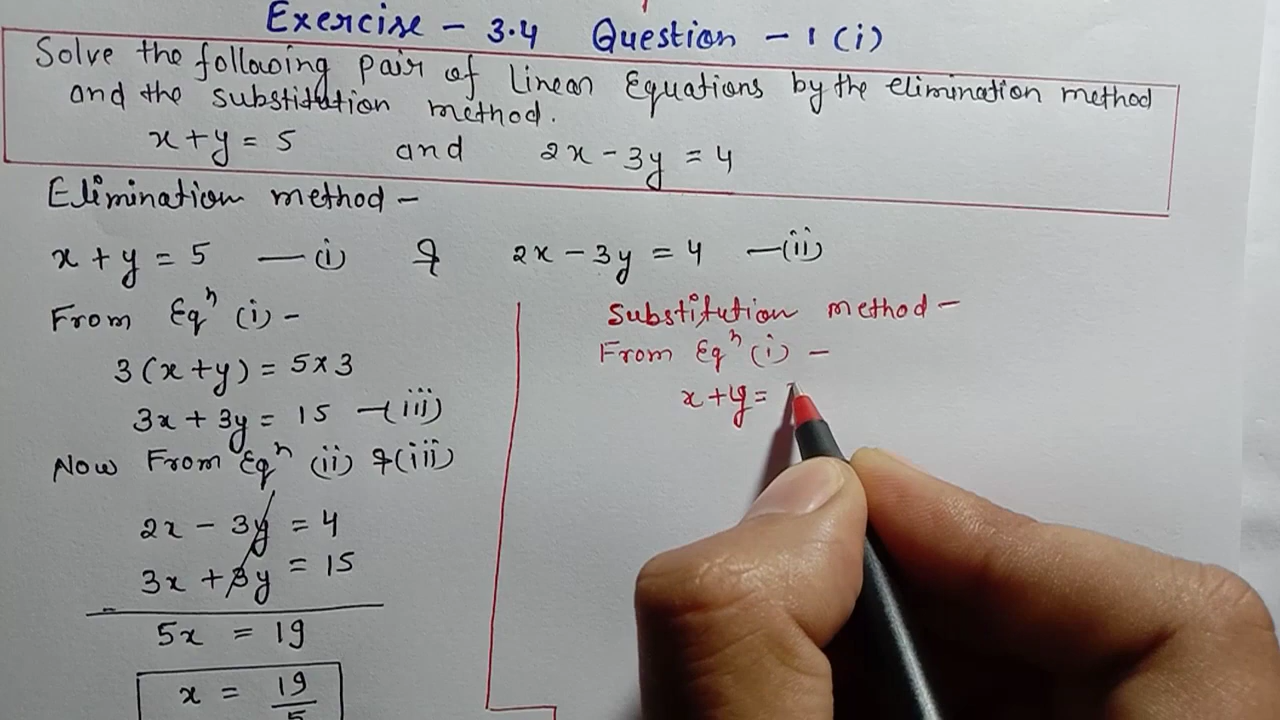 Exercise - 3.4 Question - 1 (i)
Solve the following pair of linear Equations by the elimination method
and the substitution method.
x + y = 5 and 2x - 3y = 4
Elimination method -
x + y = 5 —(i) & 2x - 3y = 4 —(ii)
From Eqⁿ (i) -
3(x+y) = 5x3
3x + 3y = 15 —(iii)
Now From Eqⁿ (ii) & (iii)
2x - 3y = 4
3x + 3y = 15
5x = 19
x = 19/5
Substitution method -
From Eqⁿ (i) -
x + y =